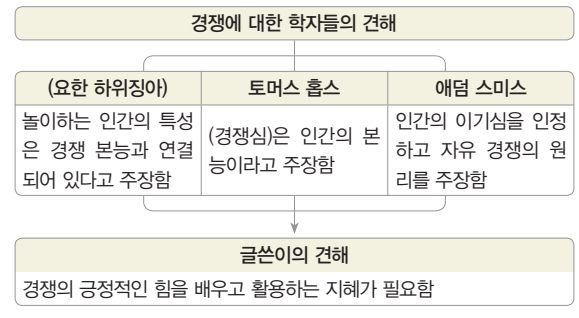 경쟁에 대한 학자들의 견해
(요한 하위징아)
토머스 홉스
애덤 스미스
놀이하는 인간의 특성
은 경쟁 본능과 연결
되어 있다고 주장함
(경쟁심)은 인간의 본
능이라고 주장함
인간의 이기심을 인정
하고 자유 경쟁의 원
리를 주장함
글쓴이의 견해
경쟁의 긍정적인 힘을 배우고 활용하는 지혜가 필요함